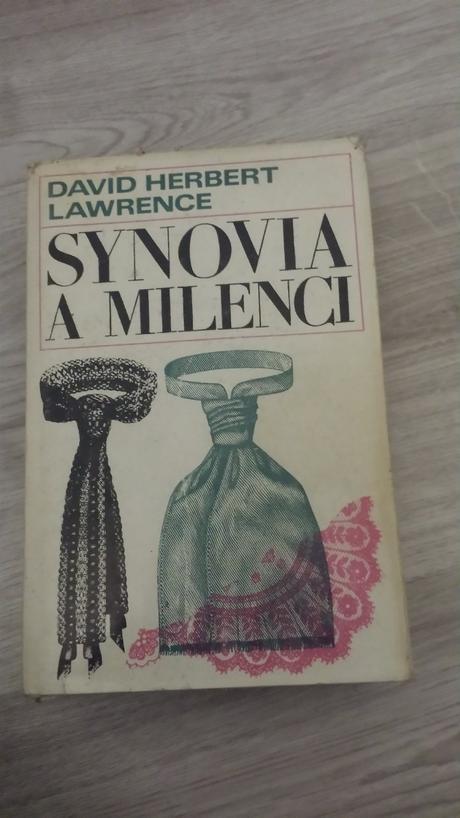 DAVID HERBERT
LAWRENCE
SYNOVIA
A MILENCI